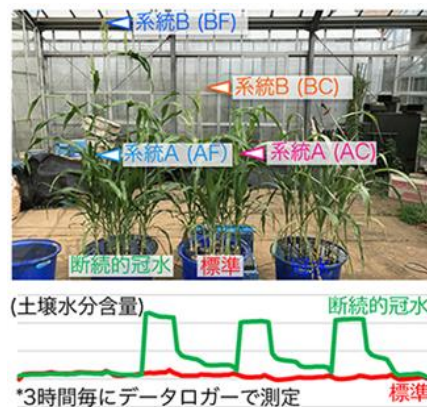 系統B (BF)
系統B (BC)
系統A (AF)
系統A (AC)
断続的冠水
標準
(土壌水分含量)
断続的冠水
標準
*3時間毎にデータロガーで測定